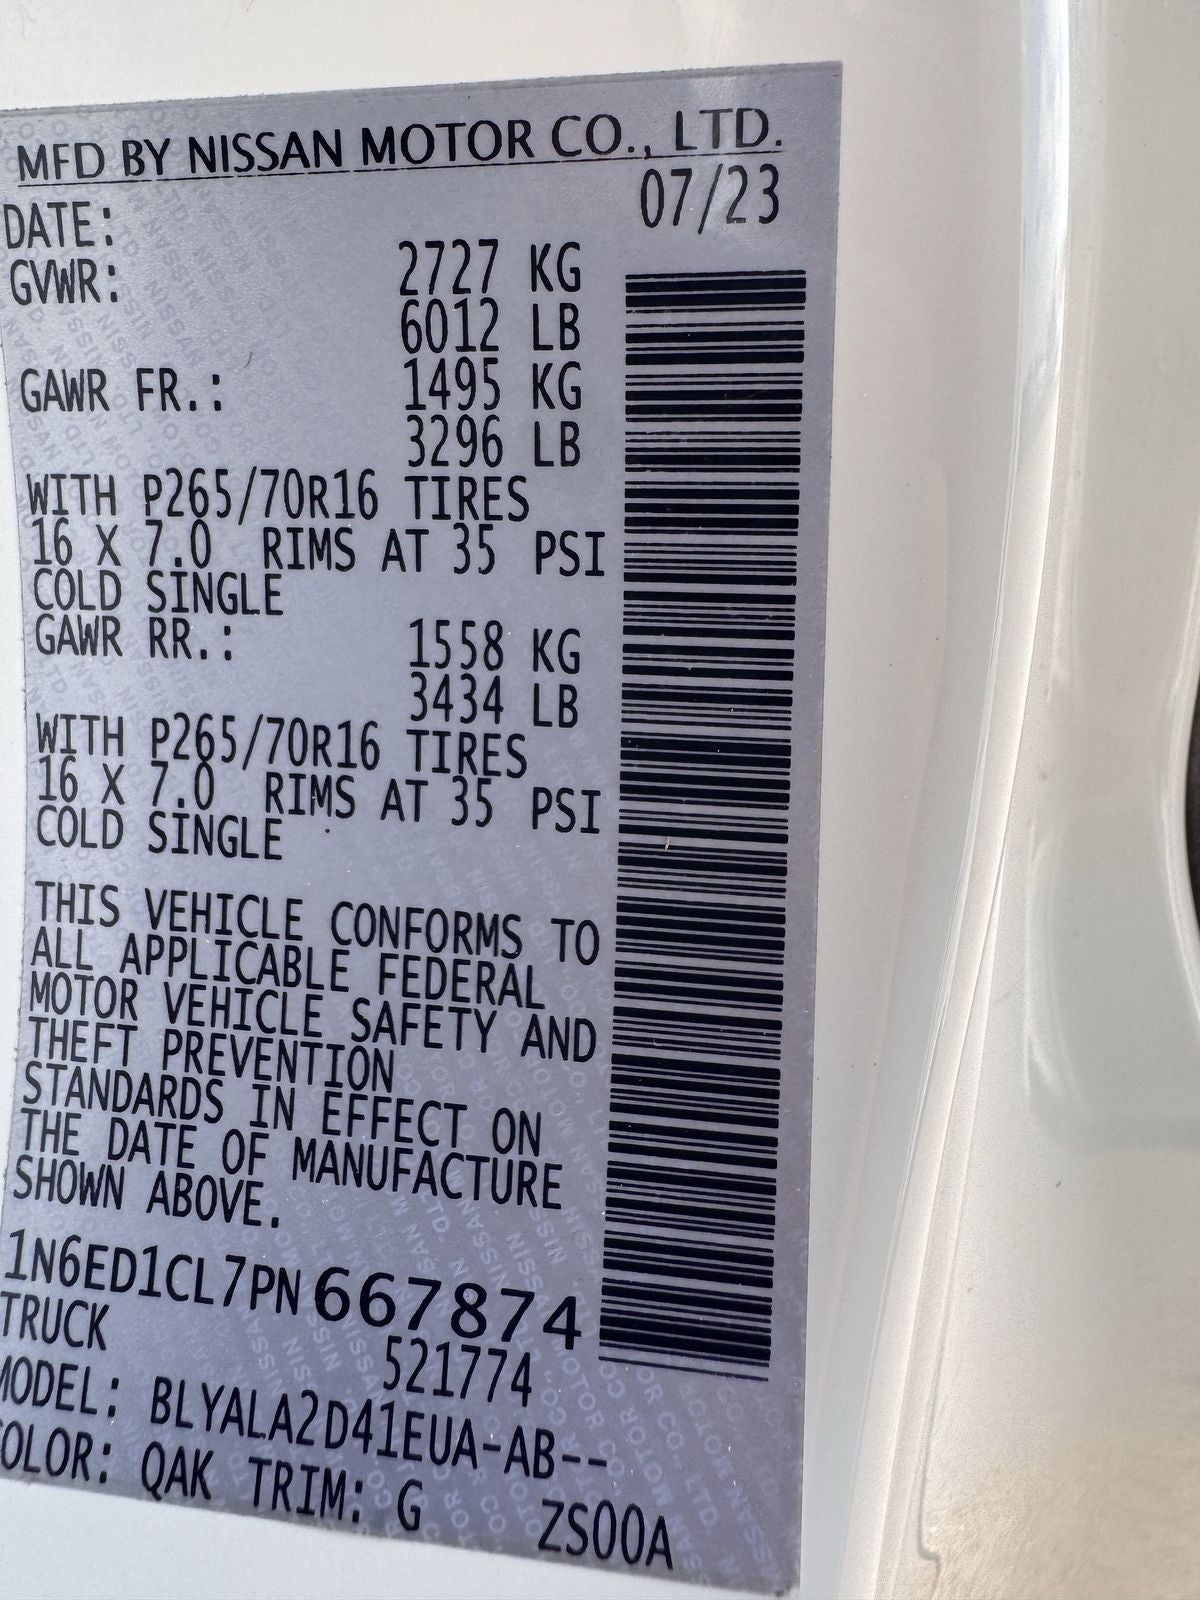 MFD BY NISSAN MOTOR CO., LTD.
DATE: 07/23
GVWR: 2727 KG
6012 LB
GAWR FR.: 1495 KG
3296 LB
WITH P265/70R16 TIRES
16 X 7.0 RIMS AT 35 PSI
COLD SINGLE
GAWR RR.: 1558 KG
3434 LB
WITH P265/70R16 TIRES
16 X 7.0 RIMS AT 35 PSI
COLD SINGLE
THIS VEHICLE CONFORMS TO
ALL APPLICABLE FEDERAL
MOTOR VEHICLE SAFETY AND
THEFT PREVENTION
STANDARDS IN EFFECT ON
THE DATE OF MANUFACTURE
SHOWN ABOVE.
1N6ED1CL7PN667874
TRUCK 521774
MODEL: BLYALA2D41EUA-AB--
COLOR: QAK TRIM: G ZS00A